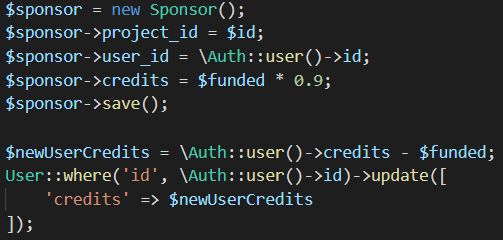 $sponsor = new Sponsor();
$sponsor->project_id = $id;
$sponsor->user_id = \Auth::user()->id;
$sponsor->credits = $funded * 0.9;
$sponsor->save();

$newUserCredits = \Auth::user()->credits - $funded;
User::where('id', \Auth::user()->id)->update([
    'credits' => $newUserCredits
]);